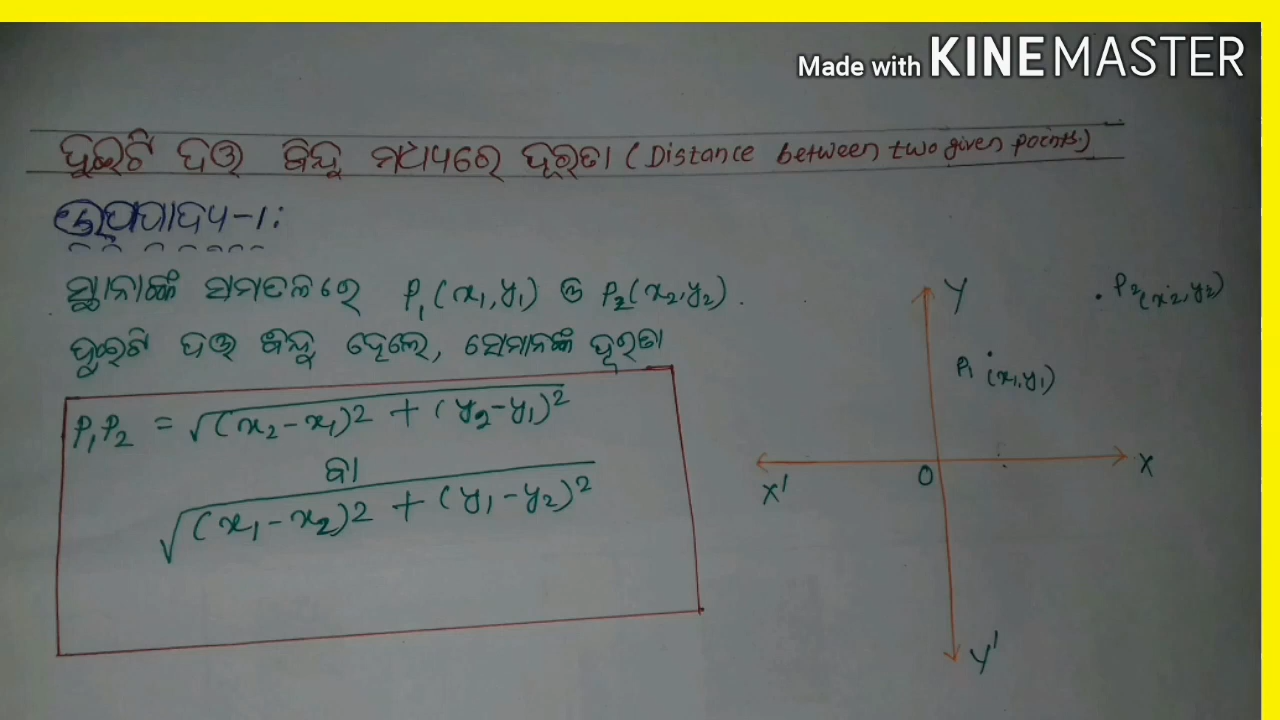 Made with KINEMASTER
ଦୁଇଟି ଦତ୍ତ ବିନ୍ଦୁ ମଧ୍ୟରେ ଦୂରତା (Distance between two given points.)
ଉପପାଦ୍ୟ-1:
ସ୍ଥାନାଙ୍କ ସମତଳରେ P₁(x₁,y₁) ଓ P₂(x₂,y₂).
ଦୁଇଟି ଦତ୍ତ ବିନ୍ଦୁ ହେଲେ, ସେମାନଙ୍କ ଦୂରତା
P₁P₂ = √(x₂-x₁)² + (y₂-y₁)²
ବା
√(x₁-x₂)² + (y₁-y₂)²
Y
P₂(x₂,y₂)
P₁ (x₁,y₁)
X' O X
Y'